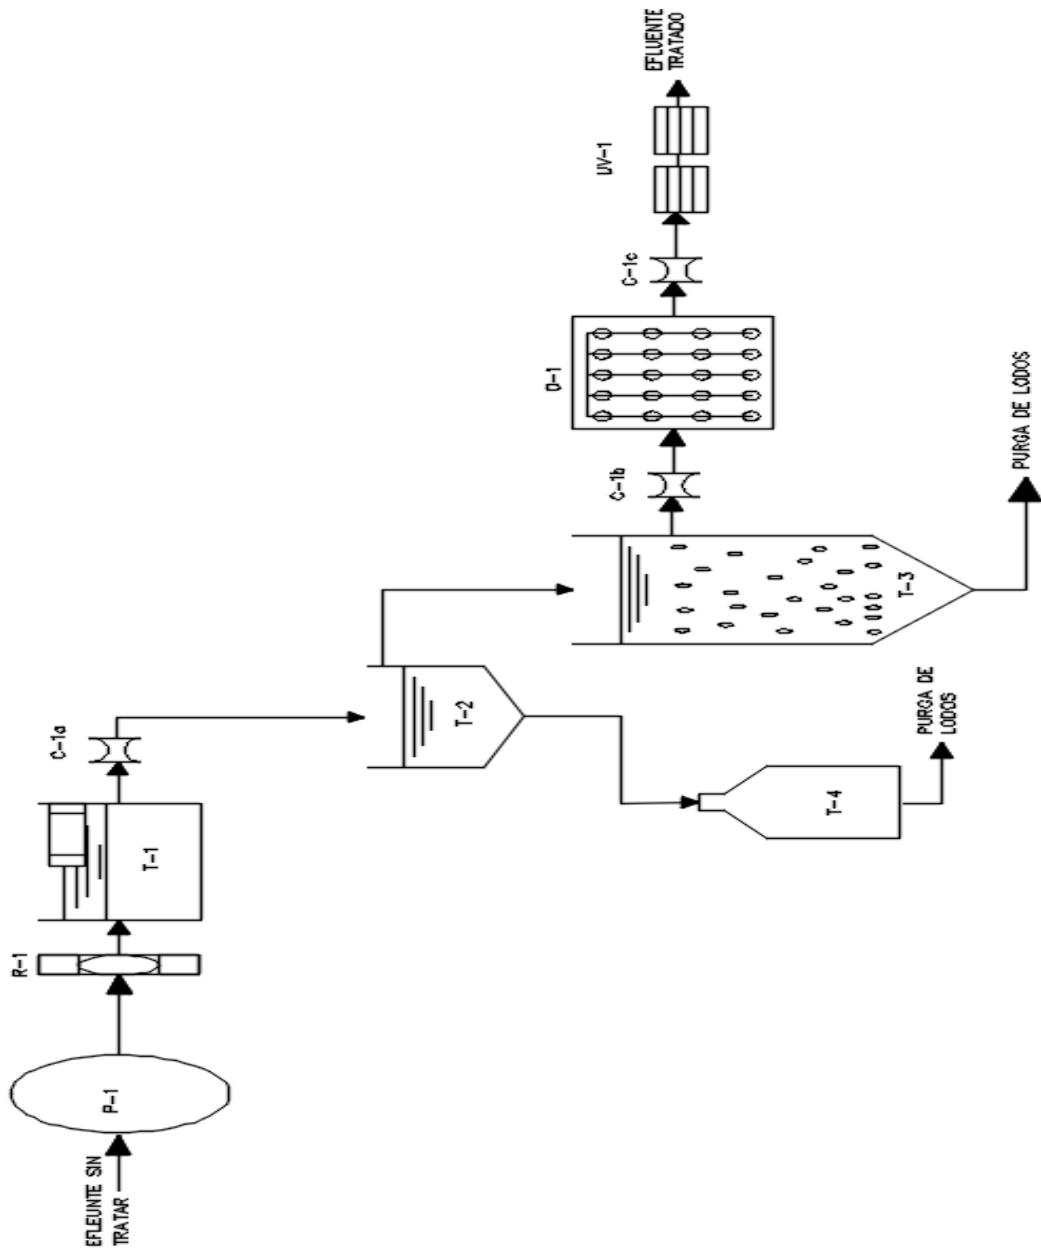 EFLEUNTE SIN
TRATAR
P-1
R-1
T-1
C-1a
T-2
T-4
PURGA DE
LODOS
T-3
PURGA DE LODOS
C-1b
D-1
C-1c
UV-1
EFLUENTE
TRATADO